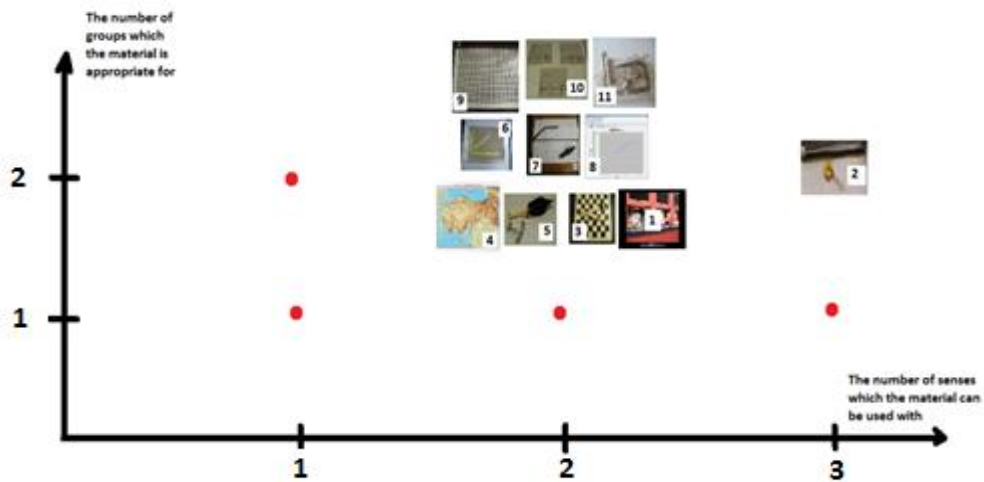 The number of
groups which
the material is
appropriate for
9
10
11
6
7
8
2
2
4
5
3
1
1
The number of senses
which the material can
be used with
1
2
3